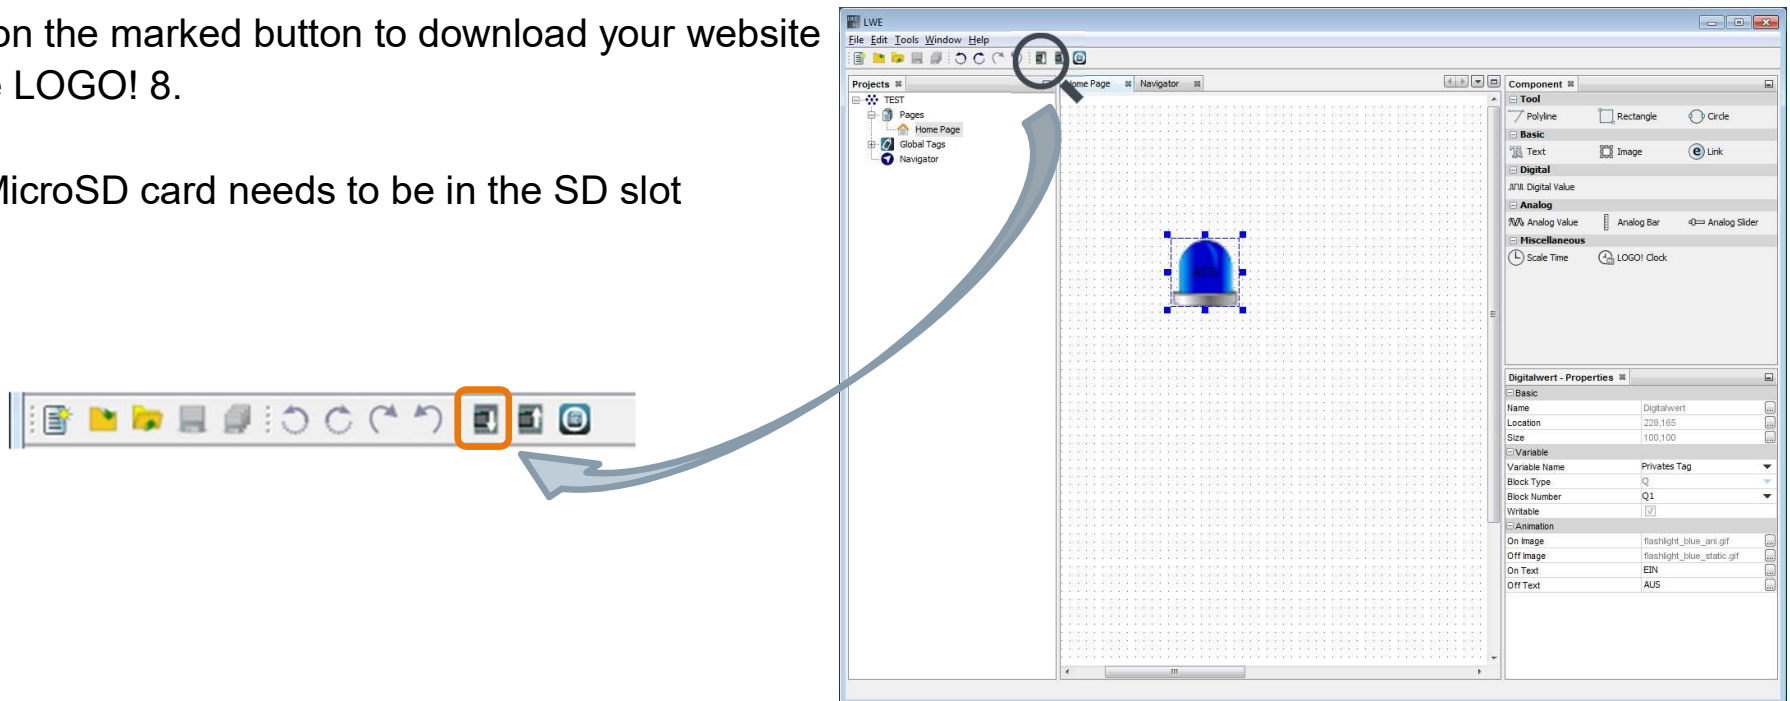 on the marked button to download your website
LOGO! 8.
MicroSD card needs to be in the SD slot
LWE
File Edit Tools Window Help
Projects
TEST
Pages
Home Page
Global Tags
Navigator
Home Page
Navigator
AUS
Component
Tool
Polyline Rectangle Circle
Basic
Text Image Link
Digital
Digital Value
Analog
Analog Value Analog Bar Analog Slider
Miscellaneous
Scale Time LOGO! Clock
Digitalwert - Properties
Basic
Name Digitalwert
Location 228,165
Size 100,100
Variable
Variable Name Privates Tag
Block Type Q
Block Number Q1
Writable
Animation
On Image flashlight_blue_ani.gif
Off Image flashlight_blue_static.gif
On Text EIN
Off Text AUS